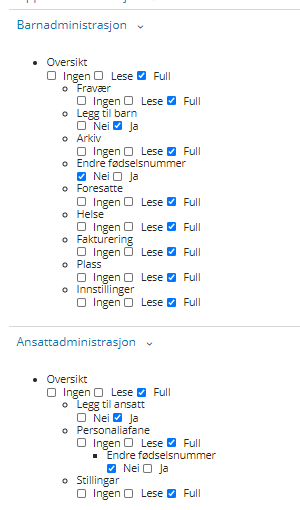 Barnadministrasjon
Oversikt
Ingen Lese Full
Fravær
Ingen Lese Full
Legg til barn
Nei Ja
Arkiv
Ingen Lese Full
Endre fødselsnummer
Nei Ja
Foresatte
Ingen Lese Full
Helse
Ingen Lese Full
Fakturering
Ingen Lese Full
Plass
Ingen Lese Full
Innstillinger
Ingen Lese Full
Ansattadministrasjon
Oversikt
Ingen Lese Full
Legg til ansatt
Nei Ja
Personaliafane
Ingen Lese Full
Endre fødselsnummer
Nei Ja
Stillingar
Ingen Lese Full